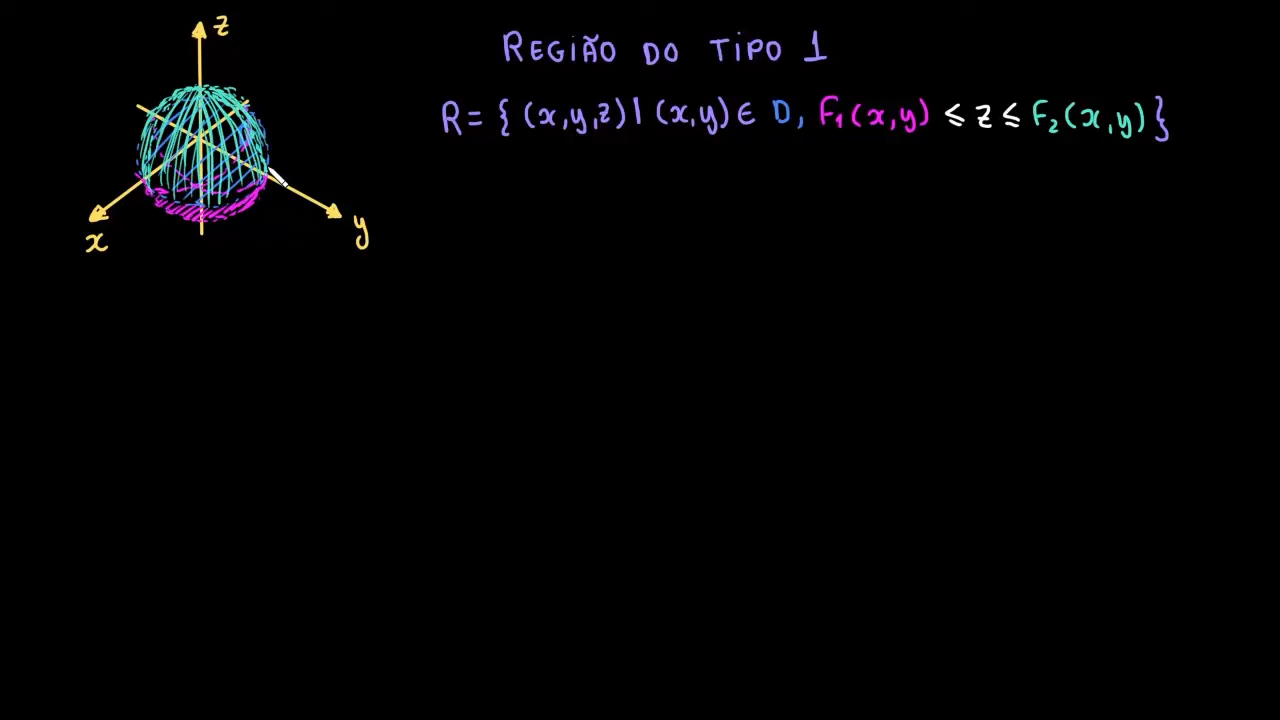 z
REGIÃO DO TIPO 1
R = { (x,y,z) | (x,y) ∈ D, F₁(x,y) ≤ z ≤ F₂(x,y) }
x
y